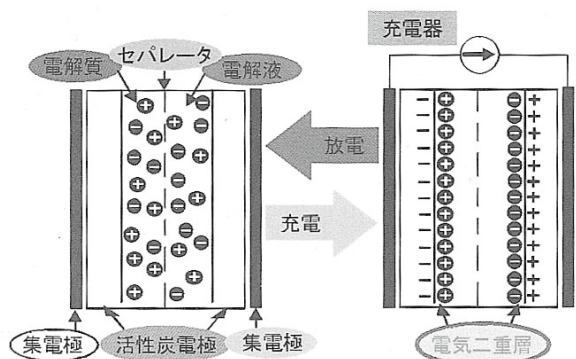 充電器
セパレータ
電解質
電解液
放電
充電
集電極
活性炭電極
集電極
電気二重層